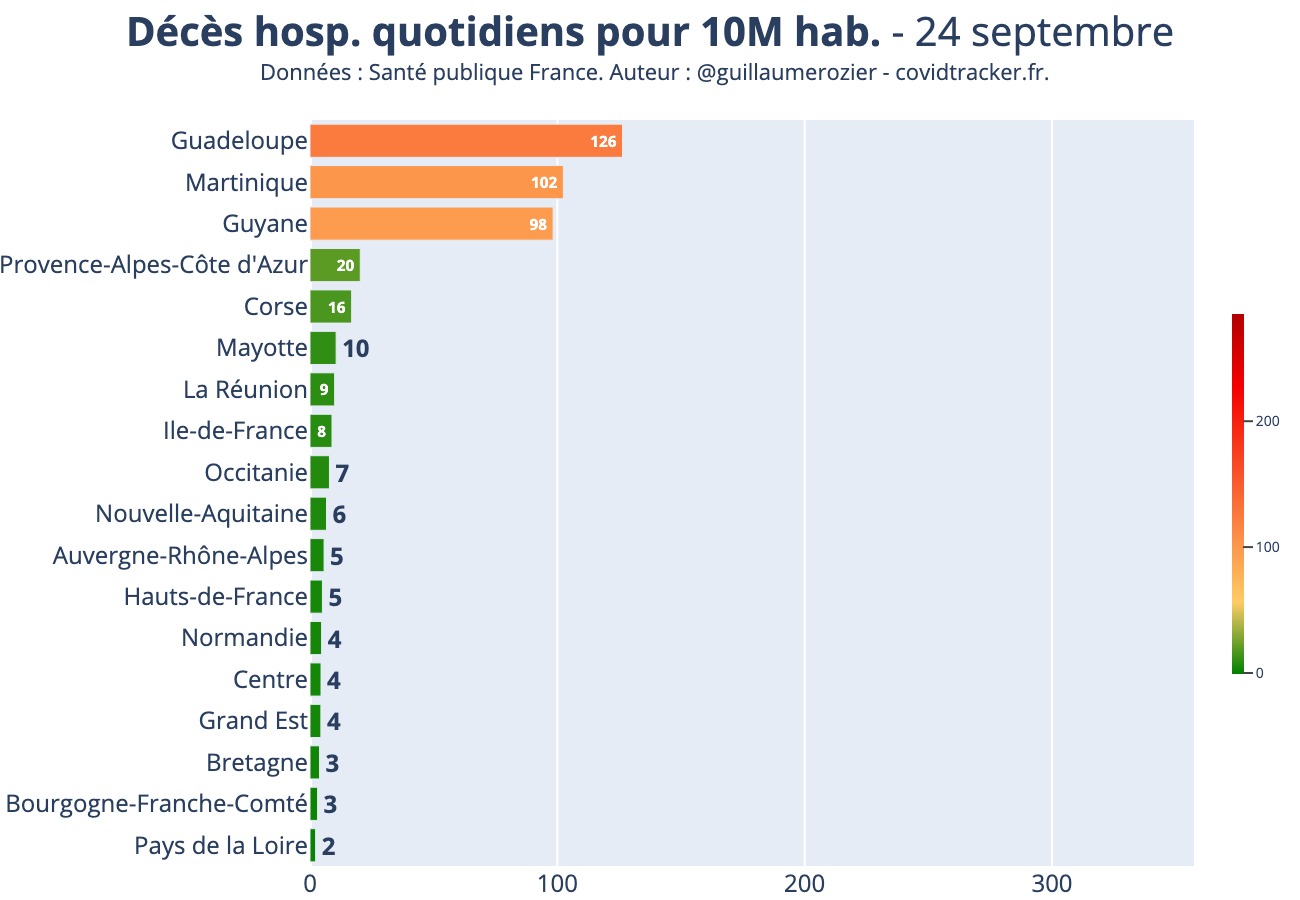 Décès hosp. quotidiens pour 10M hab. - 24 septembre
Données : Santé publique France. Auteur : @guillaumerozier - covidtracker.fr.
Guadeloupe 126
Martinique 102
Guyane 98
Provence-Alpes-Côte d'Azur 20
Corse 16
Mayotte 10
La Réunion 9
Ile-de-France 8
Occitanie 7
Nouvelle-Aquitaine 6
Auvergne-Rhône-Alpes 5
Hauts-de-France 5
Normandie 4
Centre 4
Grand Est 4
Bretagne 3
Bourgogne-Franche-Comté 3
Pays de la Loire 2
0 100 200 300
200
100
0